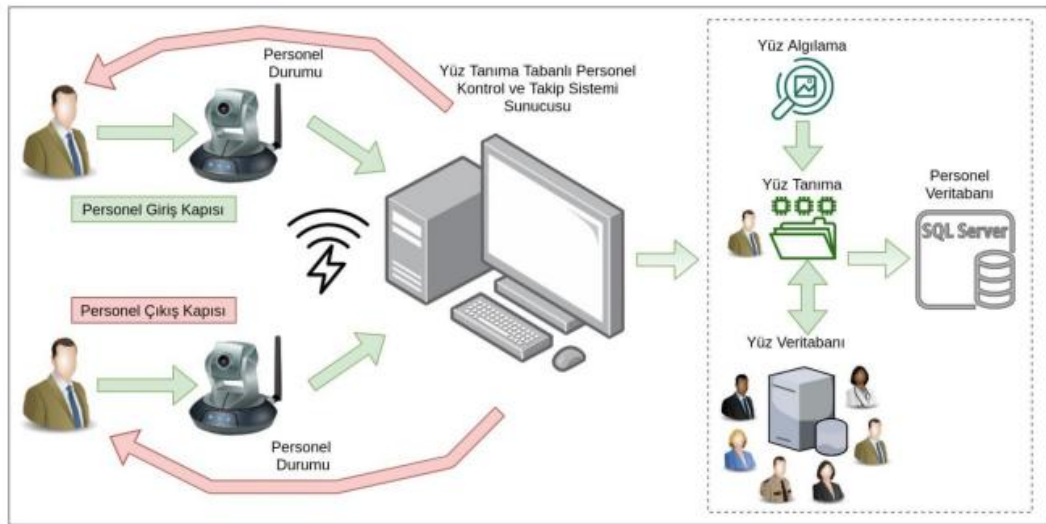 Personel
Durumu
Yüz Tanıma Tabanlı Personel
Kontrol ve Takip Sistemi
Sunucusu
Personel Giriş Kapısı
Personel Çıkış Kapısı
Personel
Durumu
Yüz Algılama
Yüz Tanıma
Personel
Veritabanı
SQL Server
Yüz Veritabanı